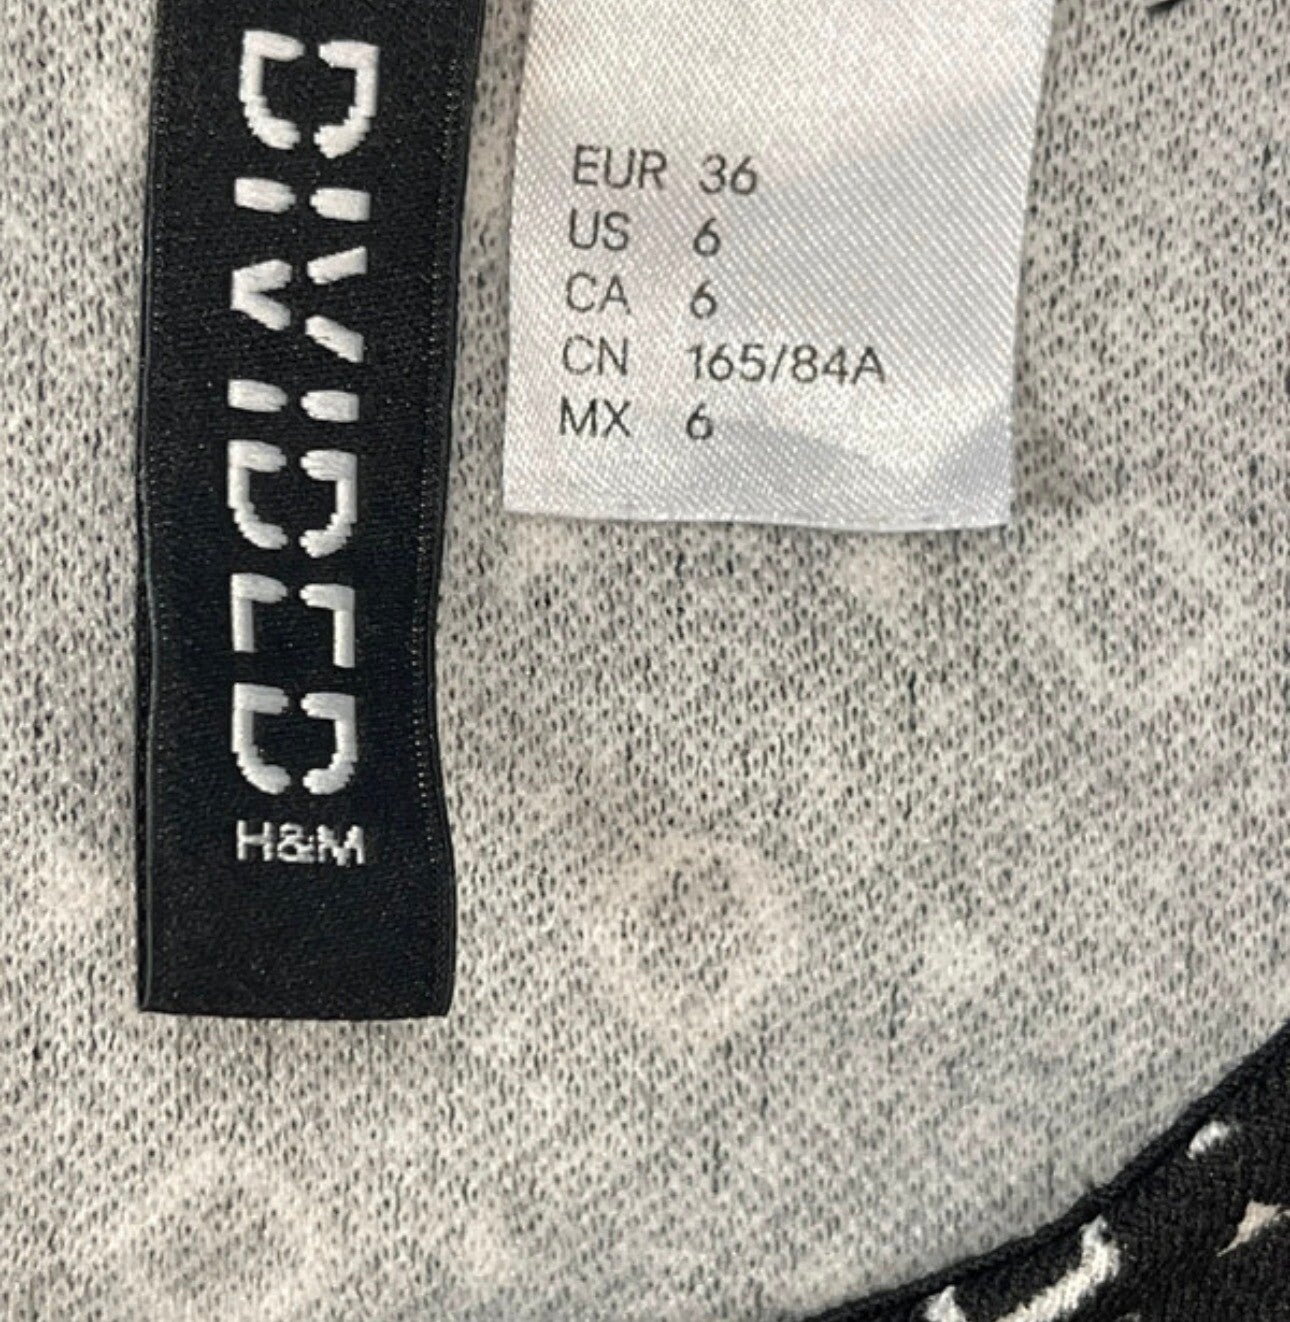 DIVIDED
H&M
EUR 36
US 6
CA 6
CN 165/84A
MX 6